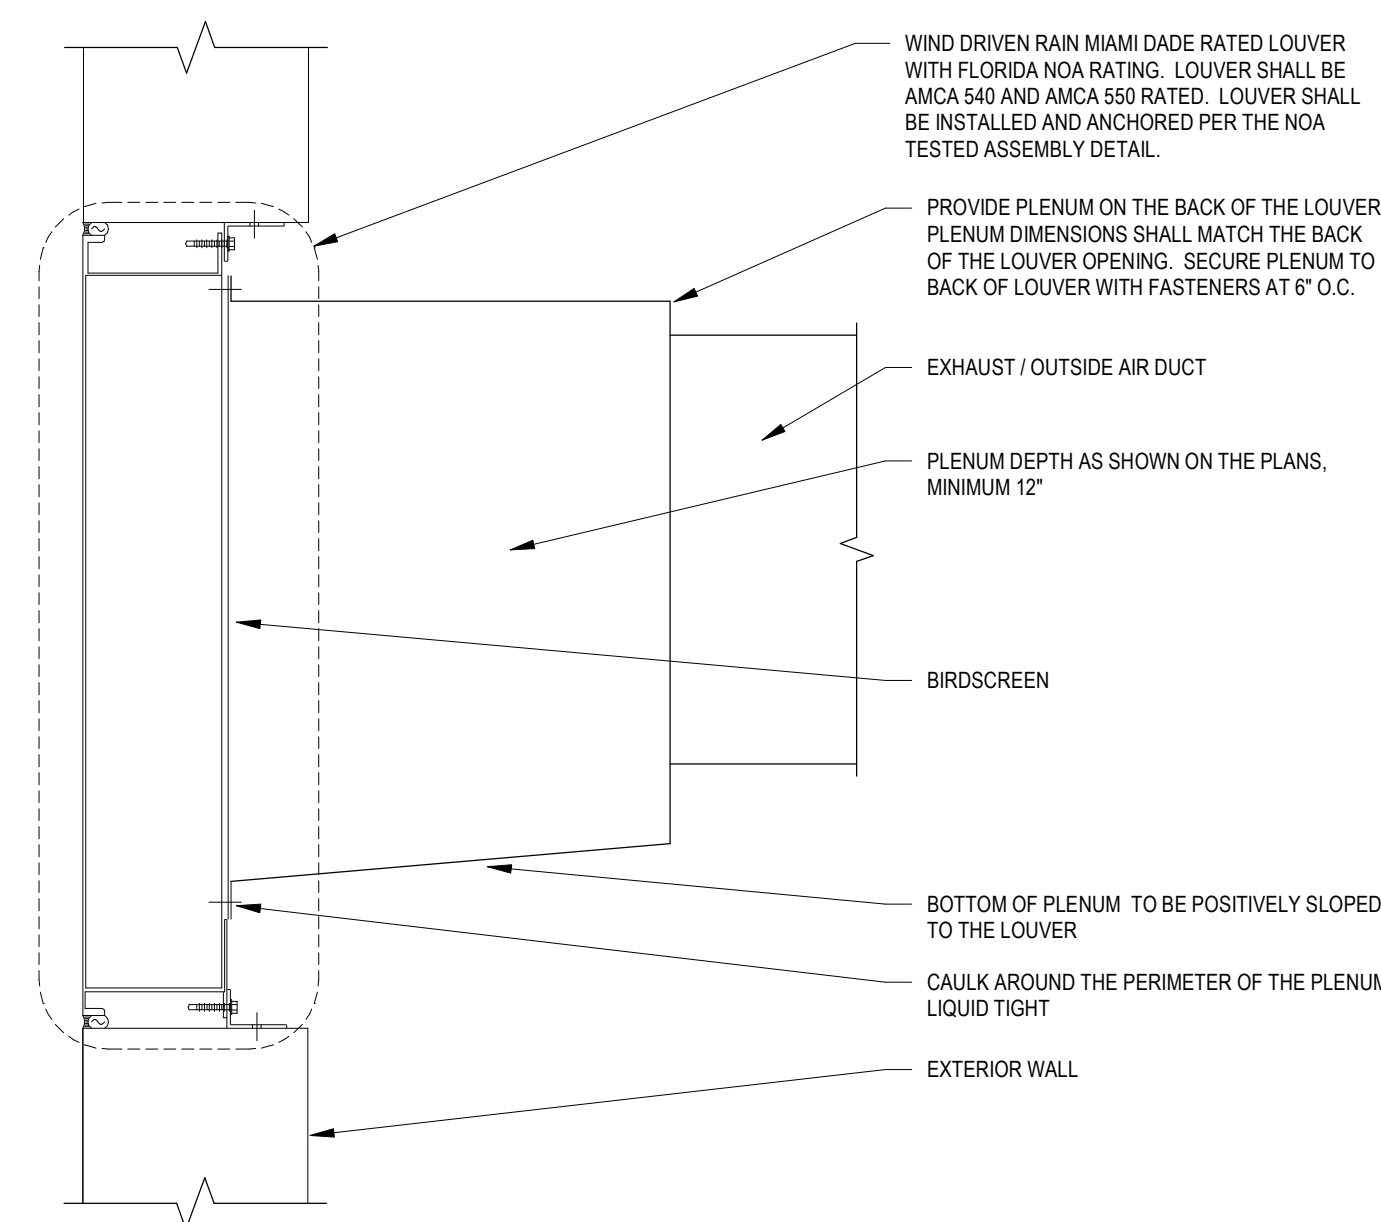 WIND DRIVEN RAIN MIAMI DADE RATED LOUVER
WITH FLORIDA NOA RATING. LOUVER SHALL BE
AMCA 540 AND AMCA 550 RATED. LOUVER SHALL
BE INSTALLED AND ANCHORED PER THE NOA
TESTED ASSEMBLY DETAIL.
PROVIDE PLENUM ON THE BACK OF THE LOUVER
PLENUM DIMENSIONS SHALL MATCH THE BACK
OF THE LOUVER OPENING. SECURE PLENUM TO
BACK OF LOUVER WITH FASTENERS AT 6" O.C.
EXHAUST / OUTSIDE AIR DUCT
PLENUM DEPTH AS SHOWN ON THE PLANS,
MINIMUM 12"
BIRDSCREEN
BOTTOM OF PLENUM TO BE POSITIVELY SLOPED
TO THE LOUVER
CAULK AROUND THE PERIMETER OF THE PLENUM
LIQUID TIGHT
EXTERIOR WALL